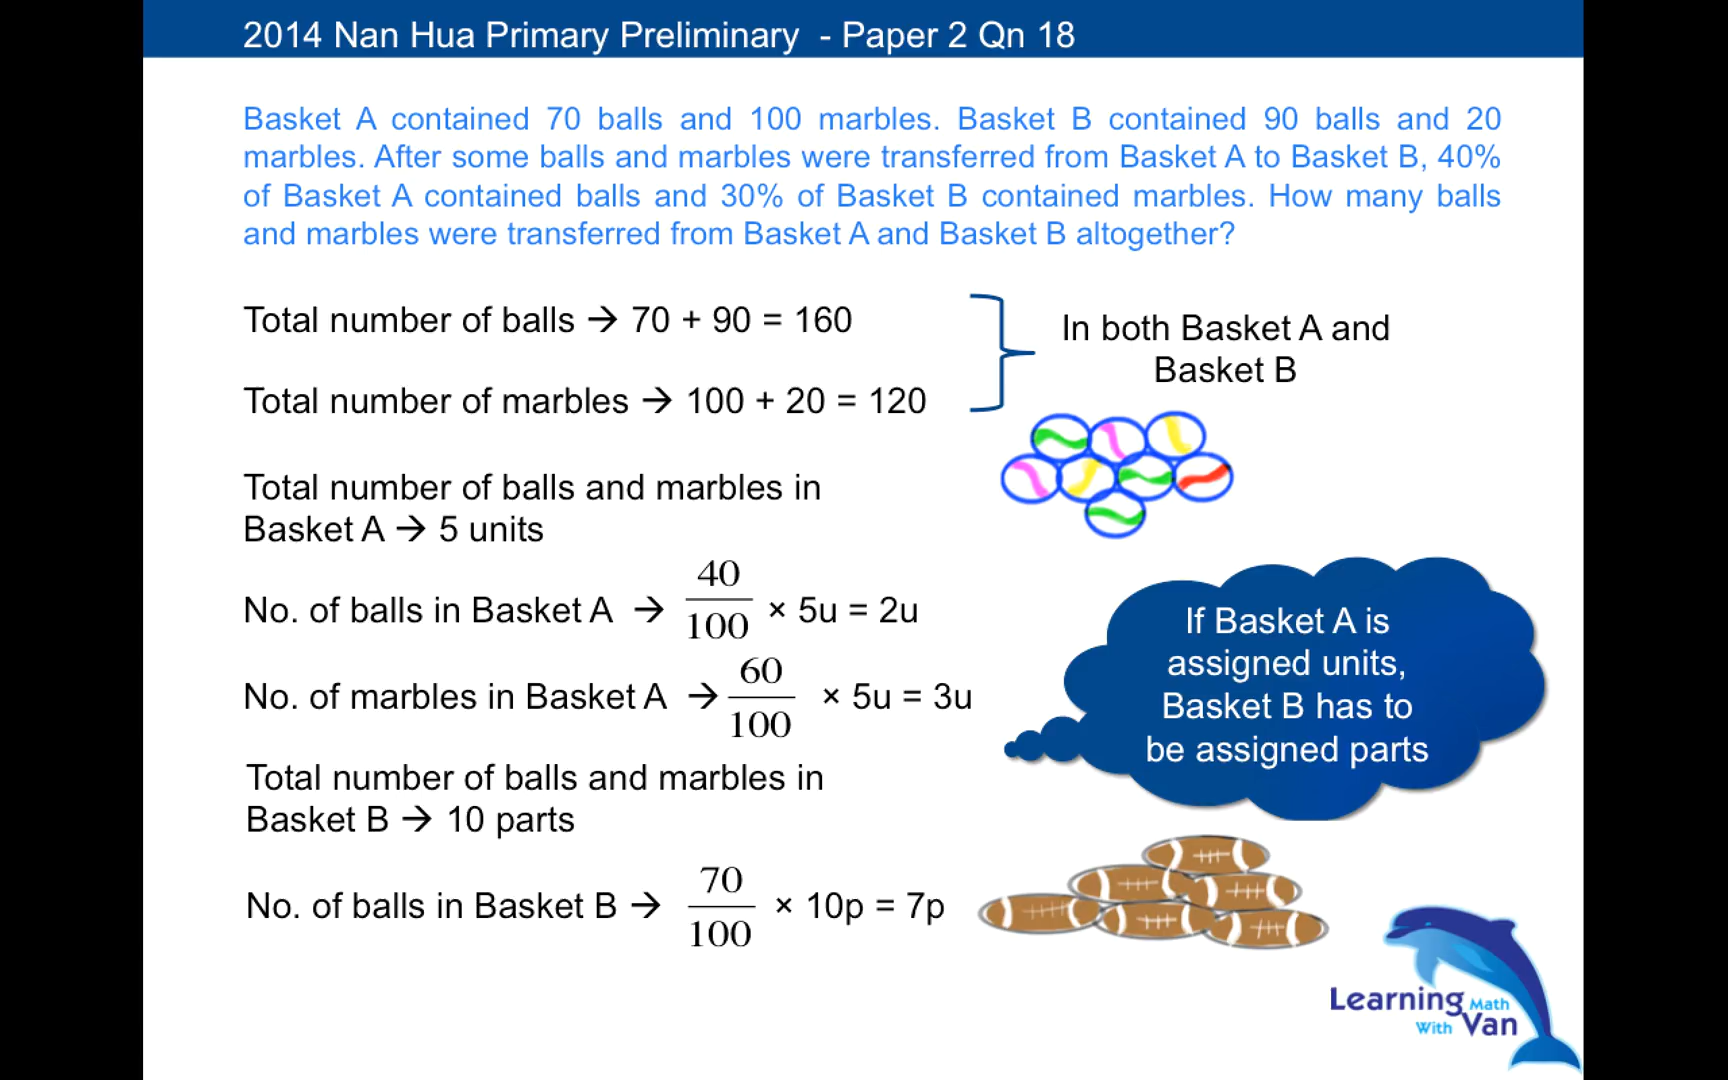 2014 Nan Hua Primary Preliminary - Paper 2 Qn 18
Basket A contained 70 balls and 100 marbles. Basket B contained 90 balls and 20
marbles. After some balls and marbles were transferred from Basket A to Basket B, 40%
of Basket A contained balls and 30% of Basket B contained marbles. How many balls
and marbles were transferred from Basket A and Basket B altogether?
Total number of balls → 70 + 90 = 160
Total number of marbles → 100 + 20 = 120
In both Basket A and
Basket B
Total number of balls and marbles in
Basket A → 5 units
No. of balls in Basket A → 40/100 × 5u = 2u
No. of marbles in Basket A → 60/100 × 5u = 3u
If Basket A is
assigned units,
Basket B has to
be assigned parts
Total number of balls and marbles in
Basket B → 10 parts
No. of balls in Basket B → 70/100 × 10p = 7p
Learning Math
With Van